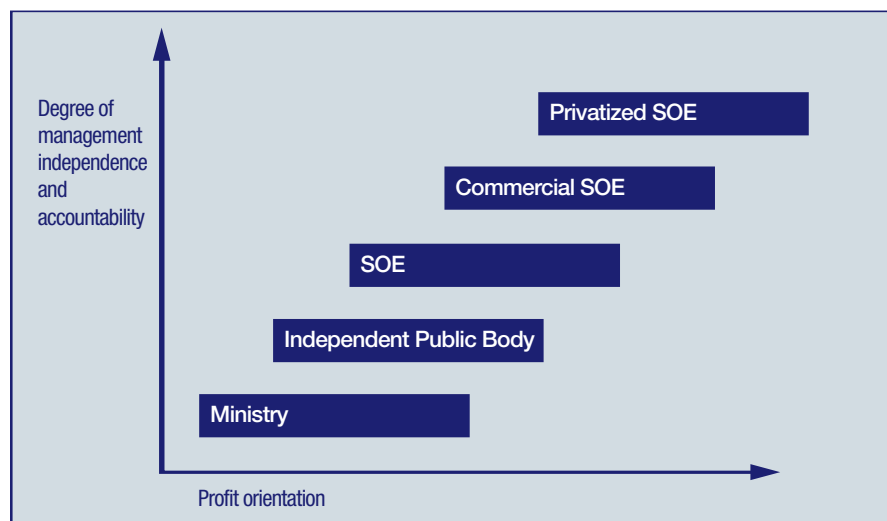 Degree of
management
independence
and
accountability
Privatized SOE
Commercial SOE
SOE
Independent Public Body
Ministry
Profit orientation